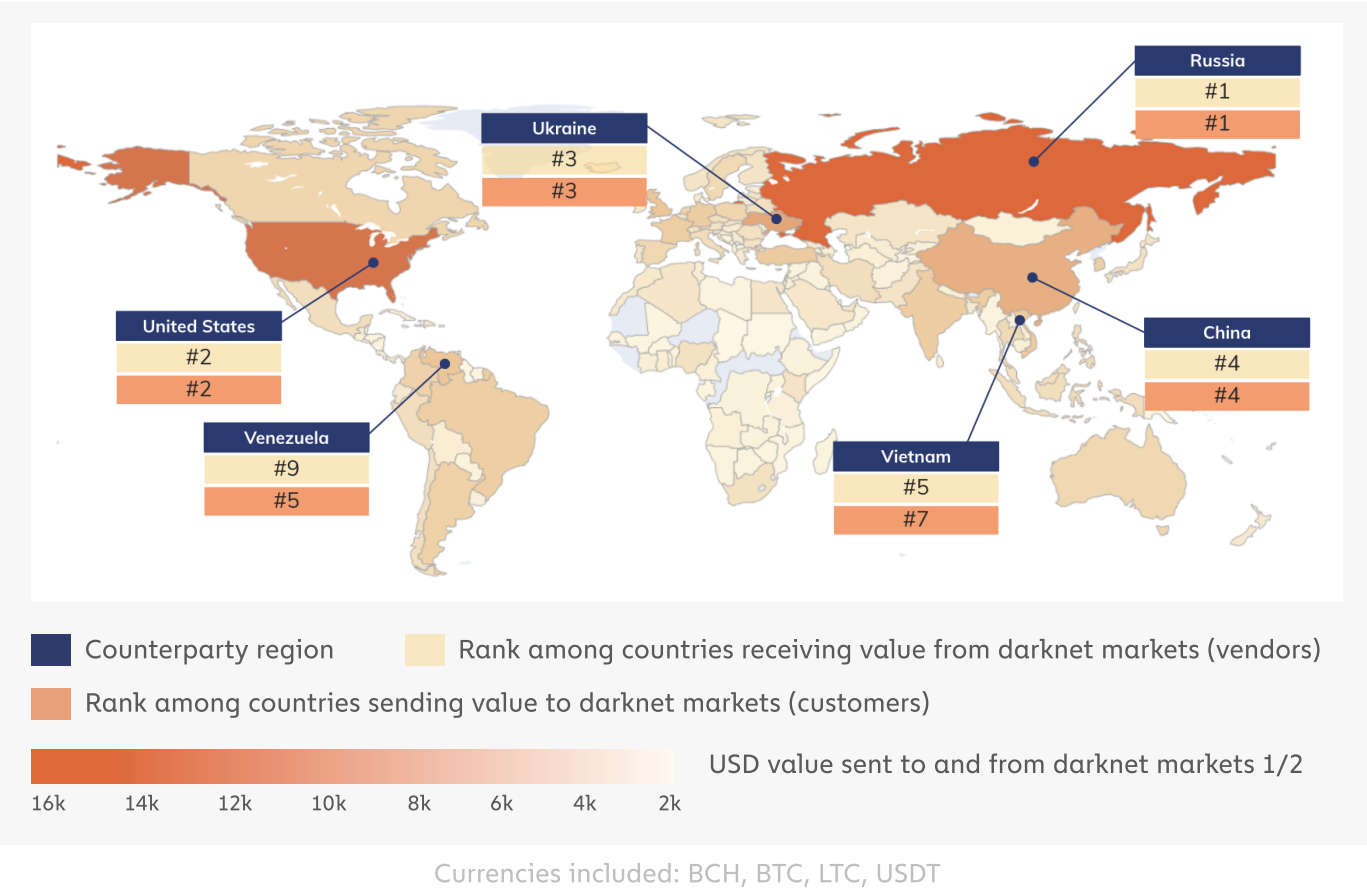 Russia
#1
#1
Ukraine
#3
#3
United States
#2
#2
China
#4
#4
Venezuela
#9
#5
Vietnam
#5
#7
Counterparty region
Rank among countries receiving value from darknet markets (vendors)
Rank among countries sending value to darknet markets (customers)
USD value sent to and from darknet markets 1/2
16k 14k 12k 10k 8k 6k 4k 2k
Currencies included: BCH, BTC, LTC, USDT